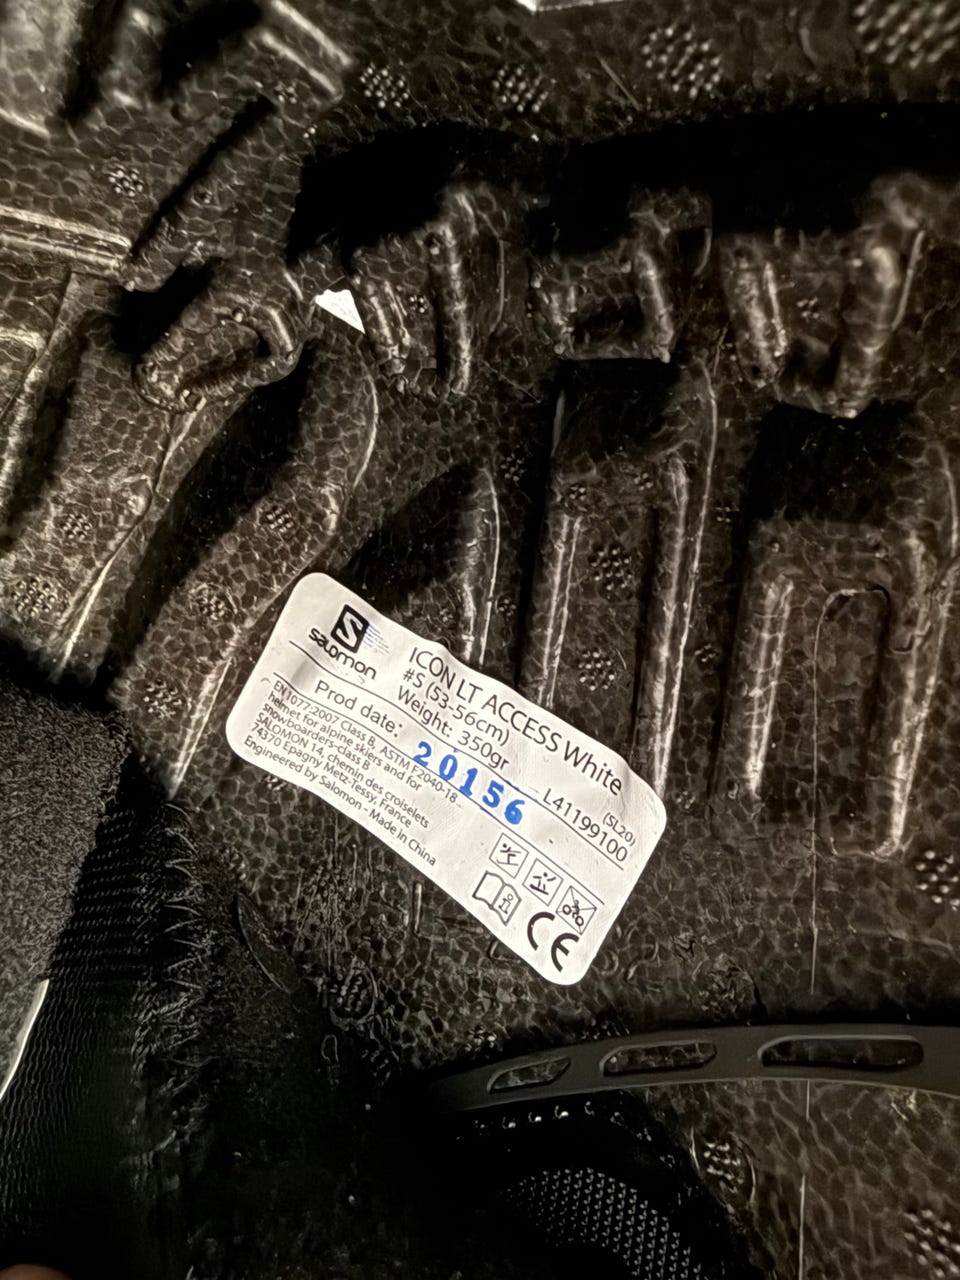 S
salomon
ICON LT ACCESS White
#S (53-56cm) (SL20)
Weight: 350gr L41199100
Prod date: 20156
EN1077:2007 Class B, ASTM F2040-18
helmet for alpine skiers and for
snowboarders-class B
SALOMON 14, chemin des croiselets
74370 Epagny Metz-Tessy, France
Engineered by Salomon - Made in China
i
CE